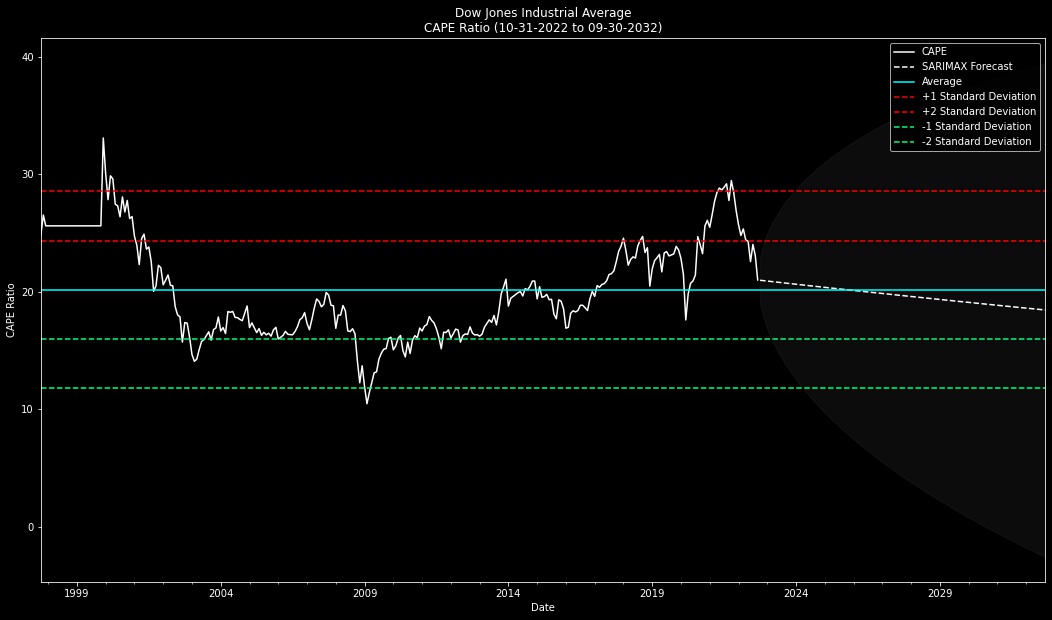 Dow Jones Industrial Average
CAPE Ratio (10-31-2022 to 09-30-2032)
CAPE
SARIMAX Forecast
Average
+1 Standard Deviation
+2 Standard Deviation
-1 Standard Deviation
-2 Standard Deviation
40
30
20
10
0
CAPE Ratio
1999 2004 2009 2014 2019 2024 2029
Date